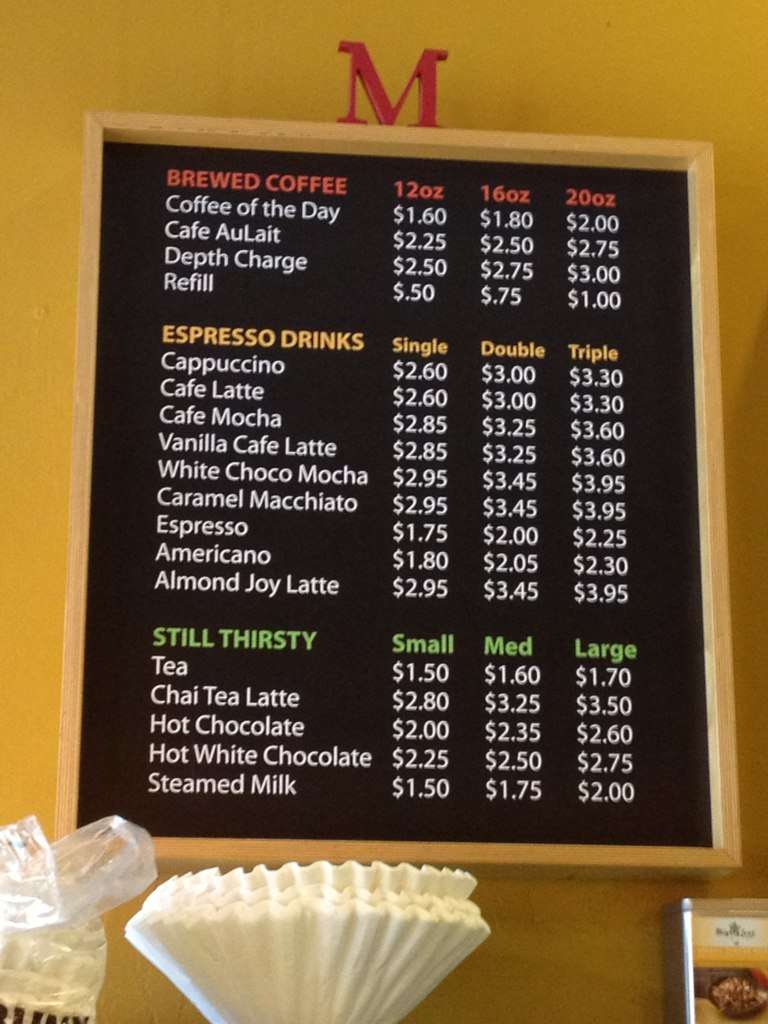 M
BREWED COFFEE 12oz 16oz 20oz
Coffee of the Day $1.60 $1.80 $2.00
Cafe AuLait $2.25 $2.50 $2.75
Depth Charge $2.50 $2.75 $3.00
Refill $.50 $.75 $1.00
ESPRESSO DRINKS Single Double Triple
Cappuccino $2.60 $3.00 $3.30
Cafe Latte $2.60 $3.00 $3.30
Cafe Mocha $2.85 $3.25 $3.60
Vanilla Cafe Latte $2.85 $3.25 $3.60
White Choco Mocha $2.95 $3.45 $3.95
Caramel Macchiato $2.95 $3.45 $3.95
Espresso $1.75 $2.00 $2.25
Americano $1.80 $2.05 $2.30
Almond Joy Latte $2.95 $3.45 $3.95
STILL THIRSTY Small Med Large
Tea $1.50 $1.60 $1.70
Chai Tea Latte $2.80 $3.25 $3.50
Hot Chocolate $2.00 $2.35 $2.60
Hot White Chocolate $2.25 $2.50 $2.75
Steamed Milk $1.50 $1.75 $2.00